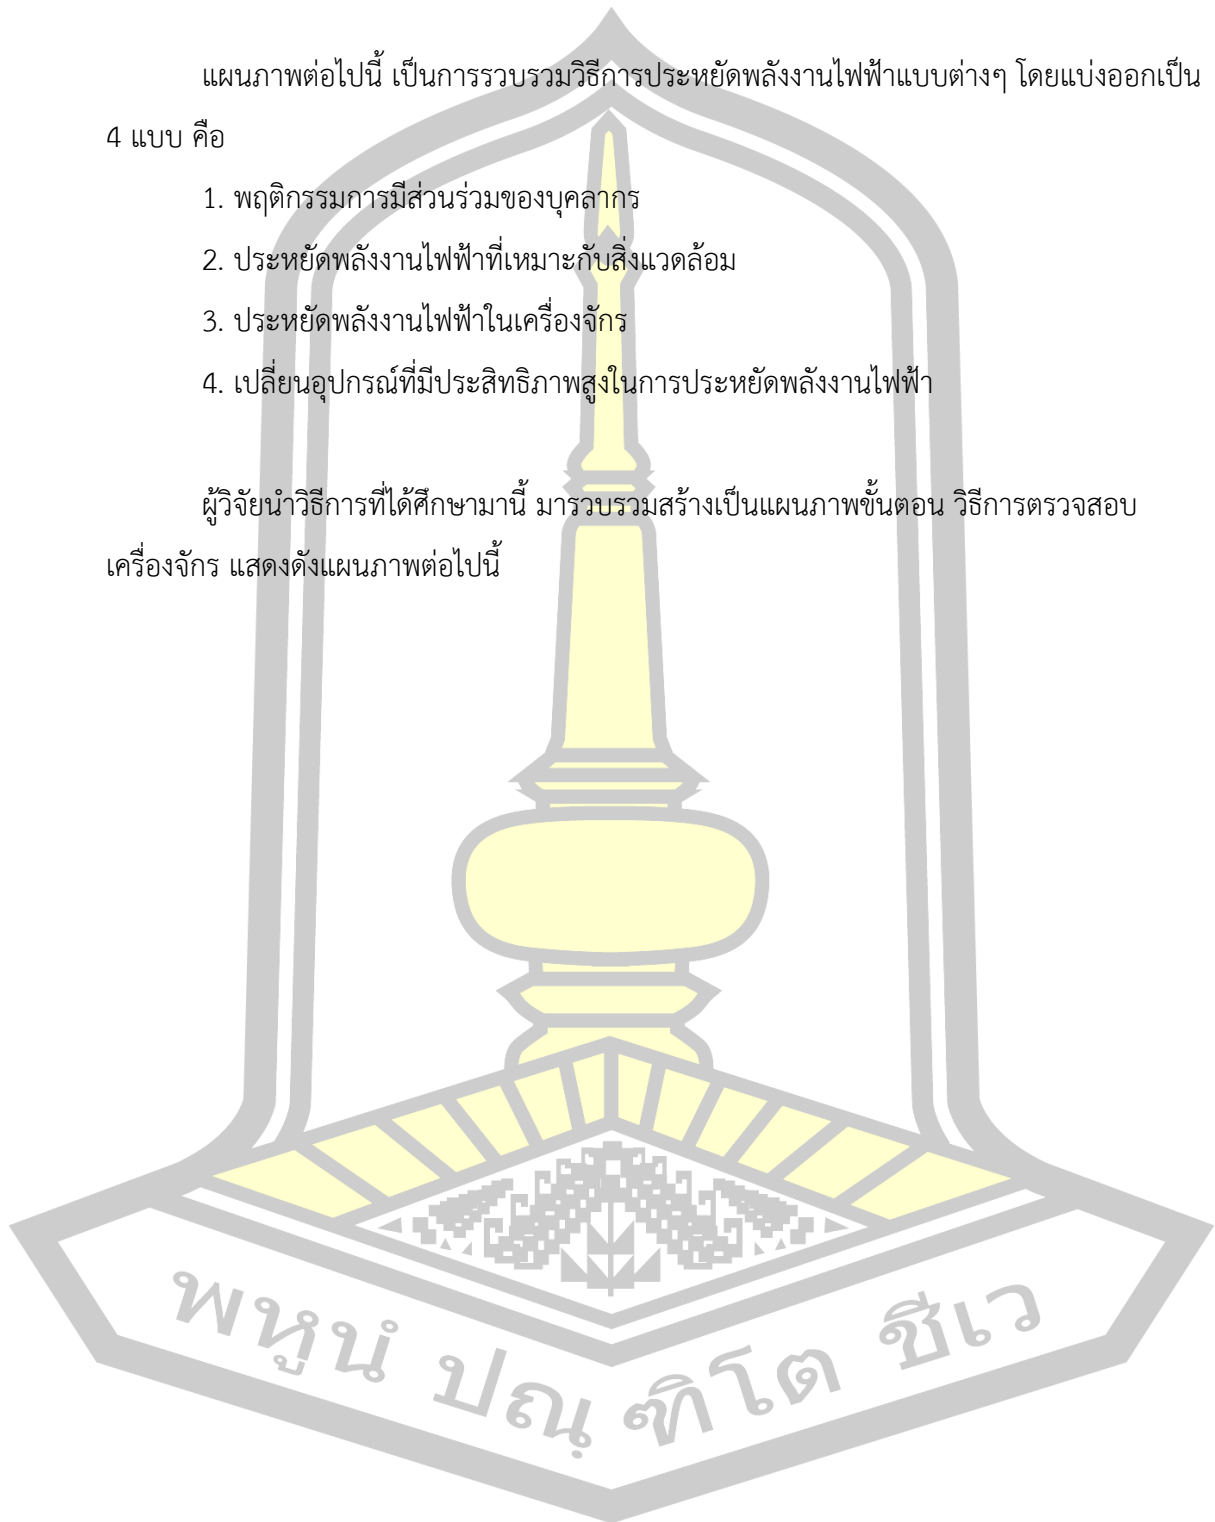 แผนภาพต่อไปนี้ เป็นการรวบรวมวิธีการประหยัดพลังงานไฟฟ้าแบบต่างๆ โดยแบ่งออกเป็น
4 แบบ คือ
1. พฤติกรรมการมีส่วนร่วมของบุคลากร
2. ประหยัดพลังงานไฟฟ้าที่เหมาะกับสิ่งแวดล้อม
3. ประหยัดพลังงานไฟฟ้าในเครื่องจักร
4. เปลี่ยนอุปกรณ์ที่มีประสิทธิภาพสูงในการประหยัดพลังงานไฟฟ้า
ผู้วิจัยนำวิธีการที่ได้ศึกษามานี้ มารวบรวมสร้างเป็นแผนภาพขั้นตอน วิธีการตรวจสอบ
เครื่องจักร แสดงดังแผนภาพต่อไปนี้
พหูนํ ปณฺ ฑิโต ชีเว